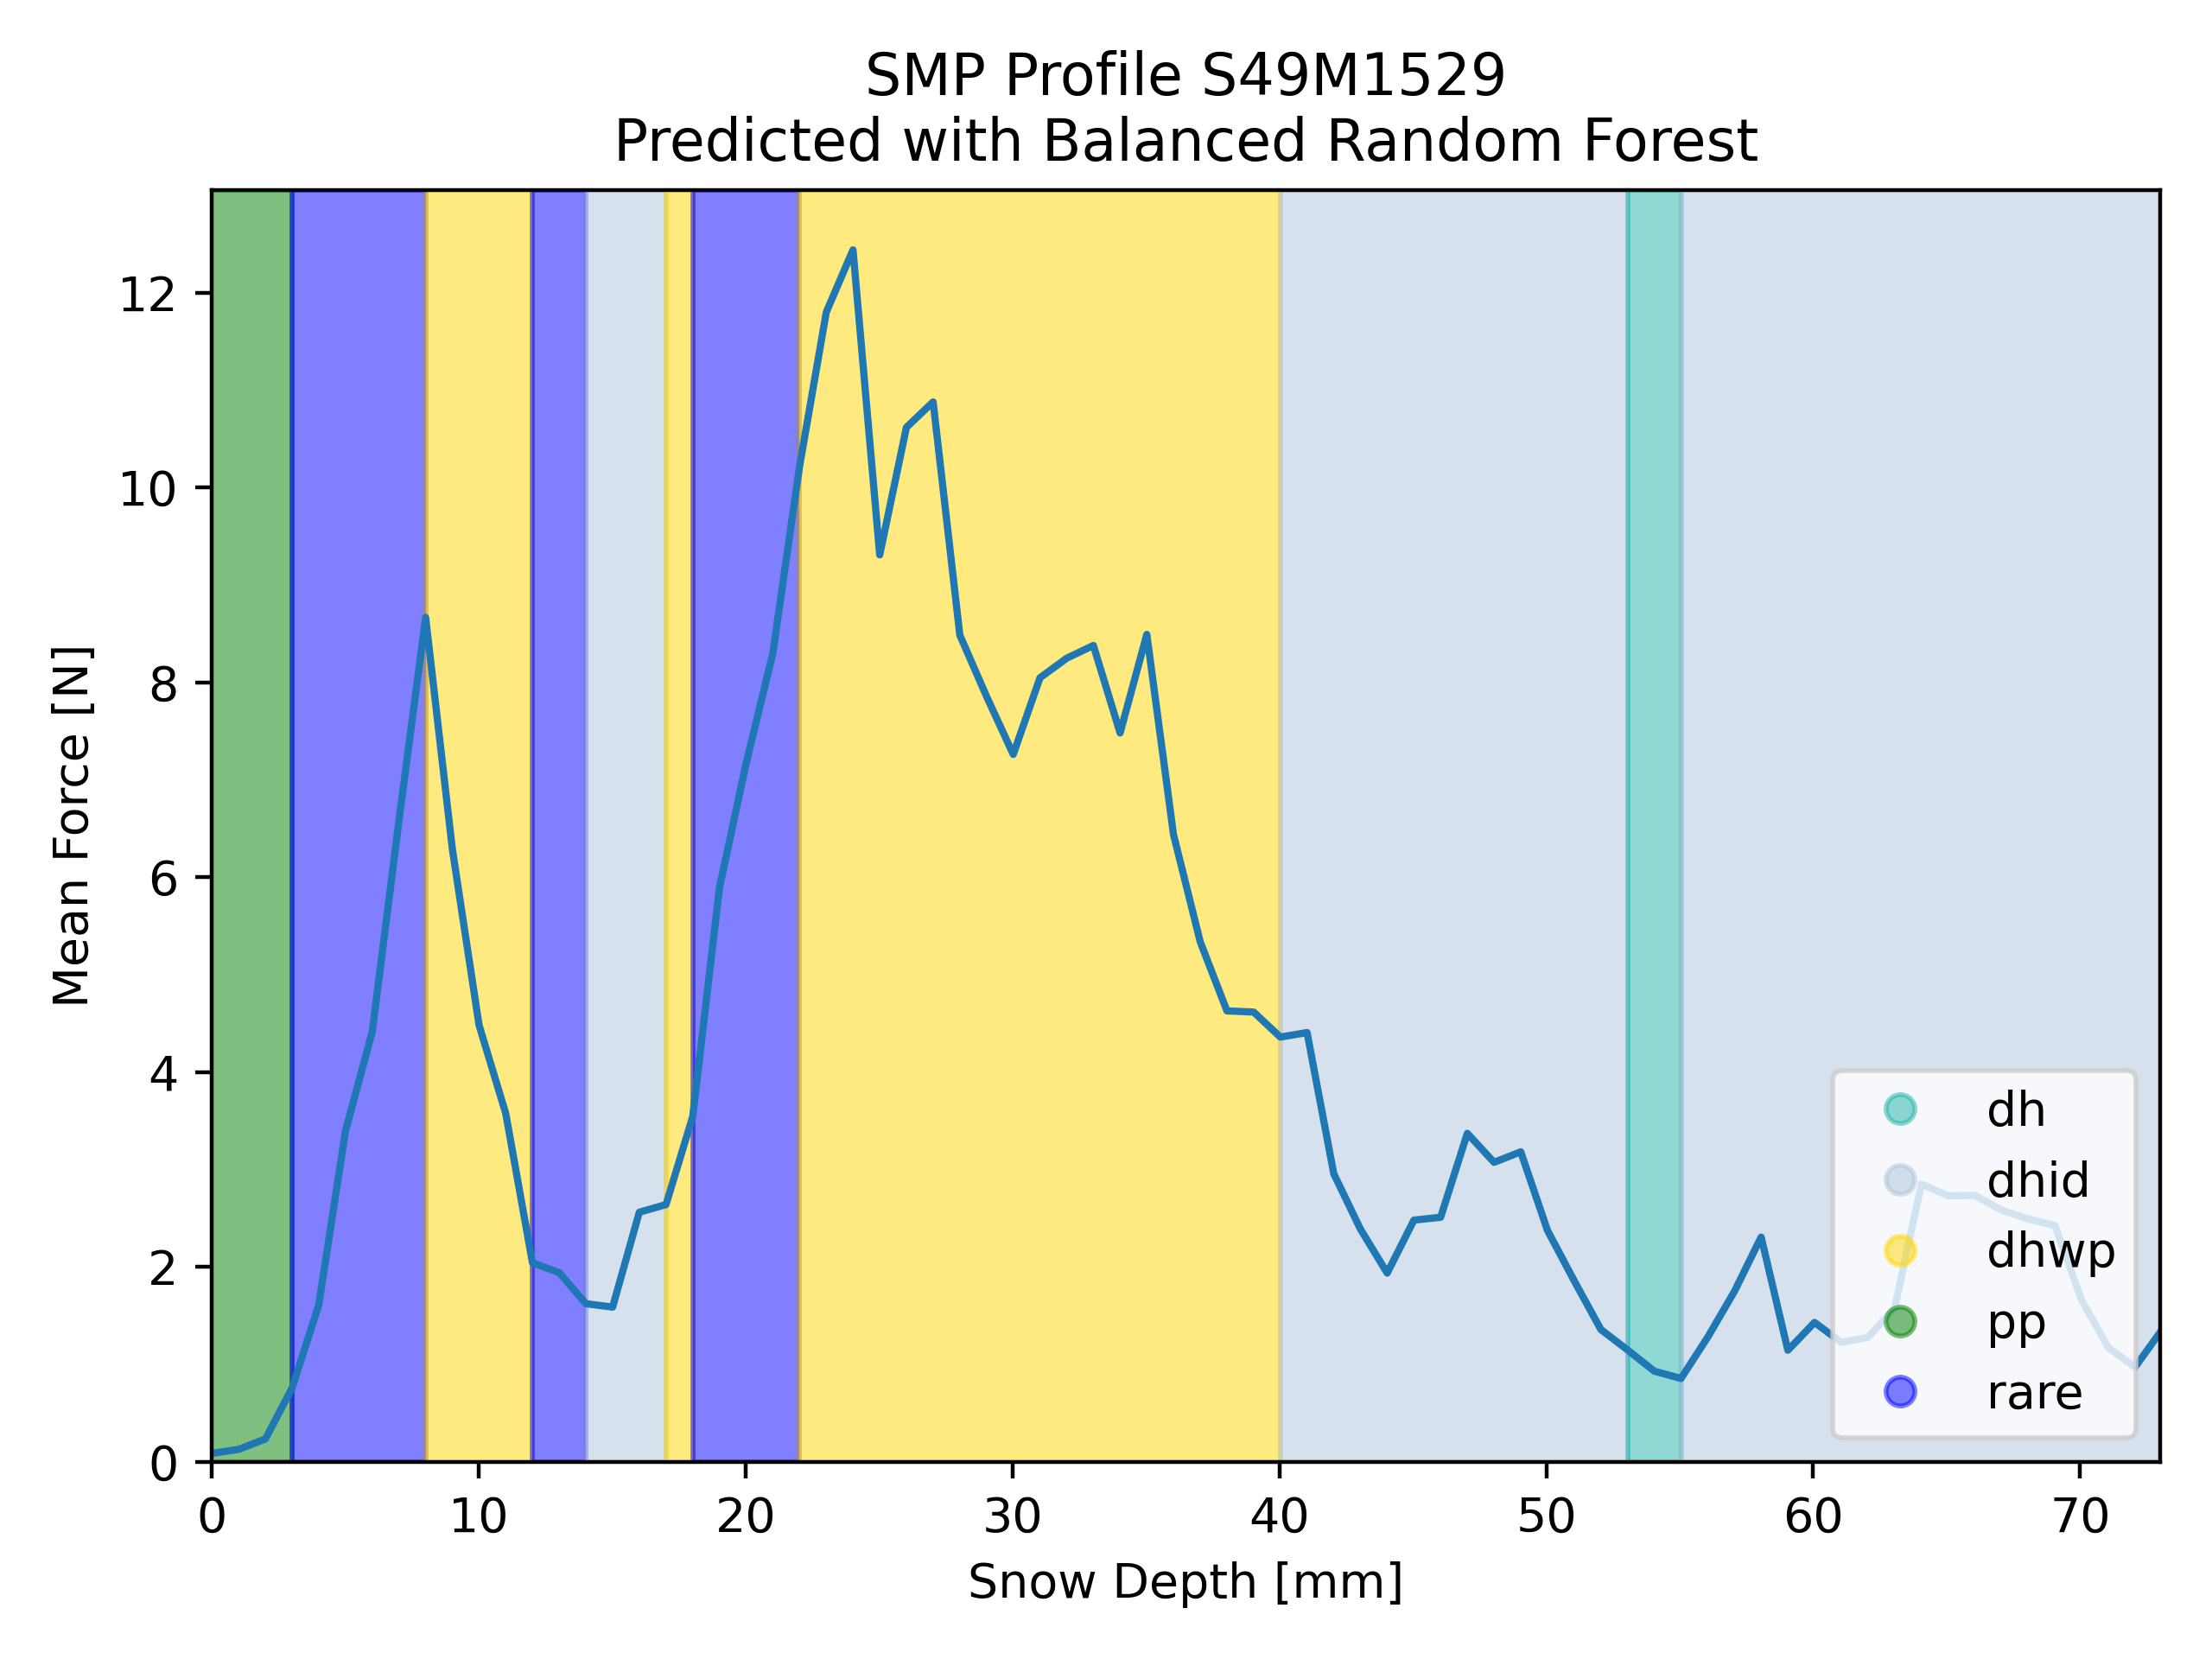 SMP Profile S49M1529
Predicted with Balanced Random Forest
Mean Force [N]
12
10
8
6
4
2
0
0 10 20 30 40 50 60 70
Snow Depth [mm]
dh
dhid
dhwp
pp
rare